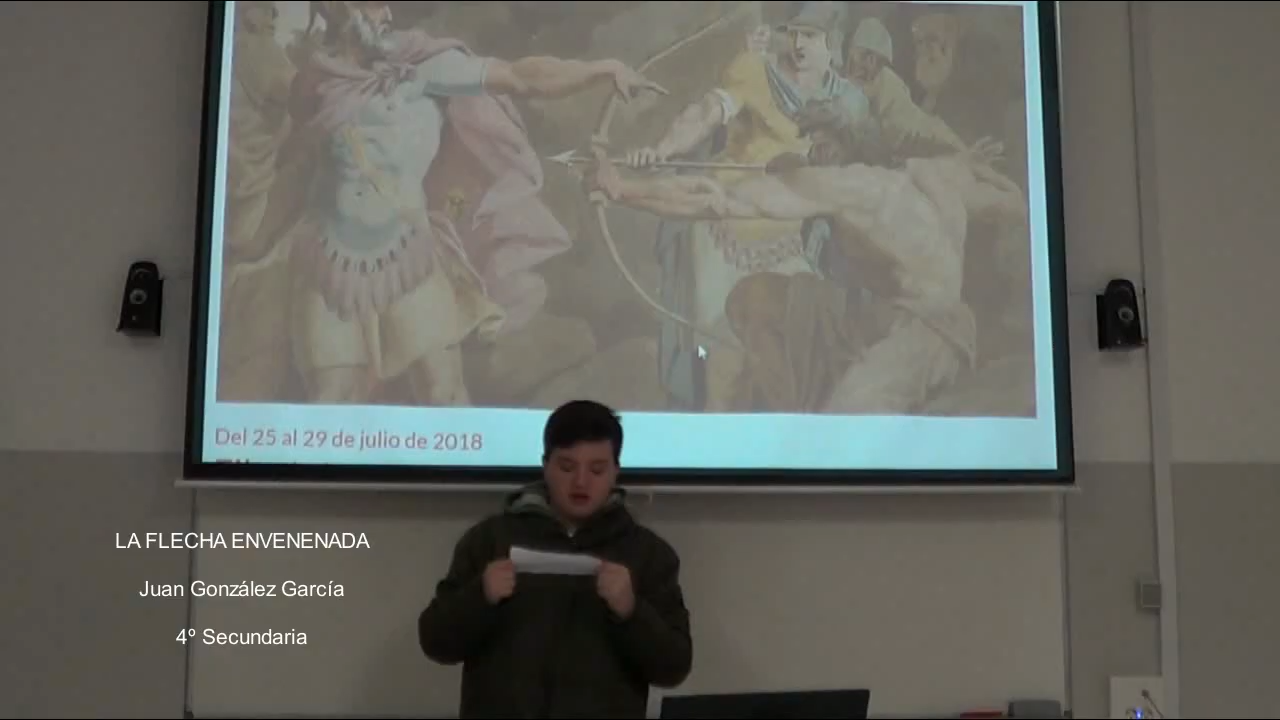 Del 25 al 29 de julio de 2018
LA FLECHA ENVENENADA
Juan González García
4º Secundaria